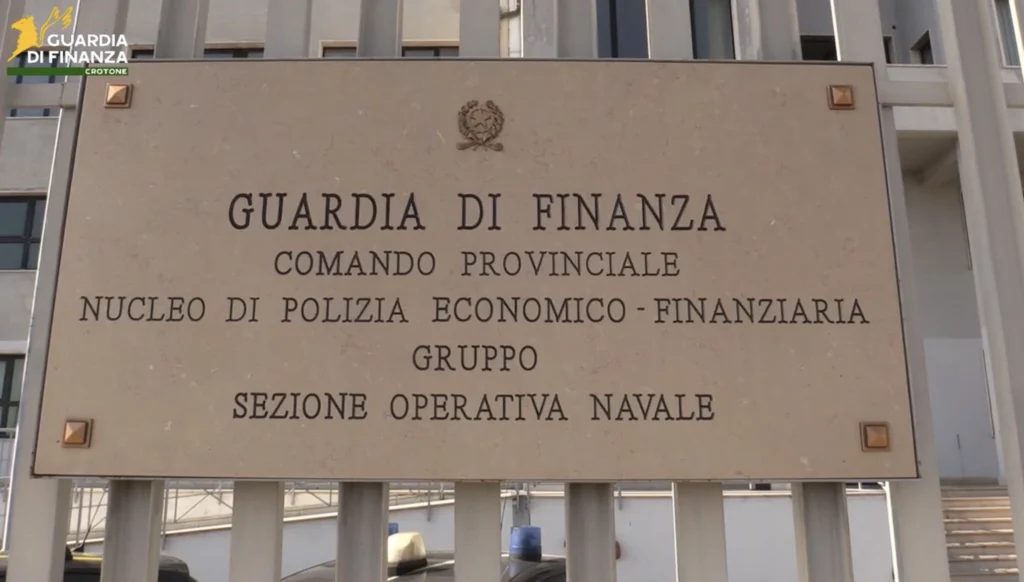 GUARDIA
DI FINANZA
CROTONE
GUARDIA DI FINANZA
COMANDO PROVINCIALE
NUCLEO DI POLIZIA ECONOMICO - FINANZIARIA
GRUPPO
SEZIONE OPERATIVA NAVALE